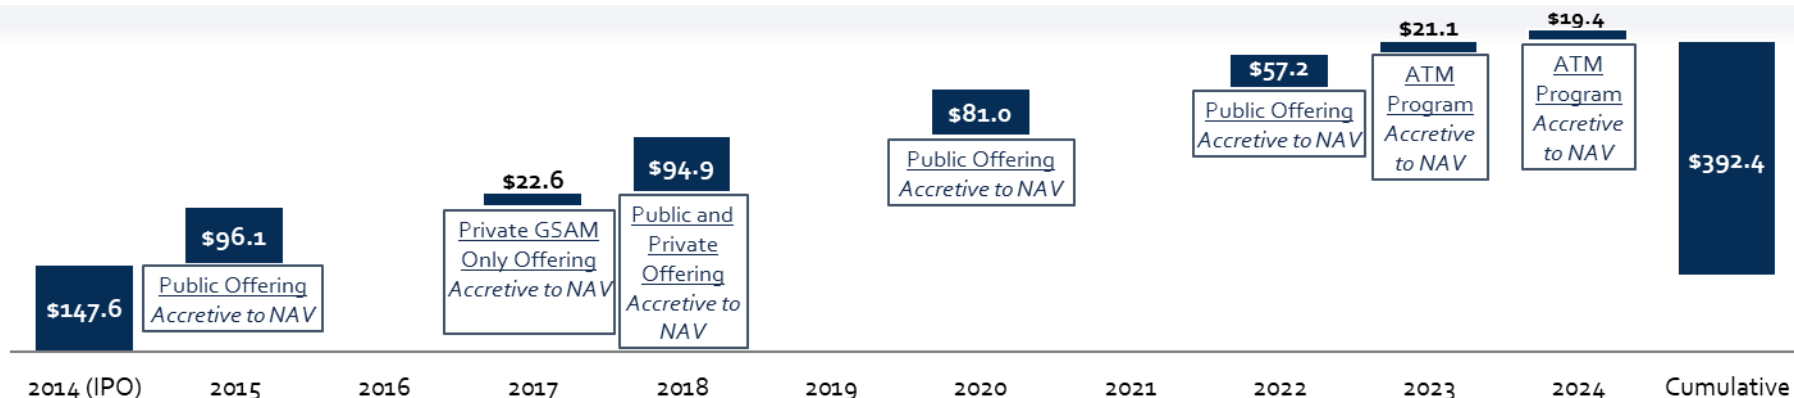 $147.6
$96.1
Public Offering
Accretive to NAV
$22.6
Private GSAM
Only Offering
Accretive to NAV
$94.9
Public and
Private
Offering
Accretive to
NAV
$81.0
Public Offering
Accretive to NAV
$57.2
Public Offering
Accretive to NAV
$21.1
ATM
Program
Accretive
to NAV
$19.4
ATM
Program
Accretive
to NAV
$392.4
2014 (IPO) 2015 2016 2017 2018 2019 2020 2021 2022 2023 2024 Cumulative